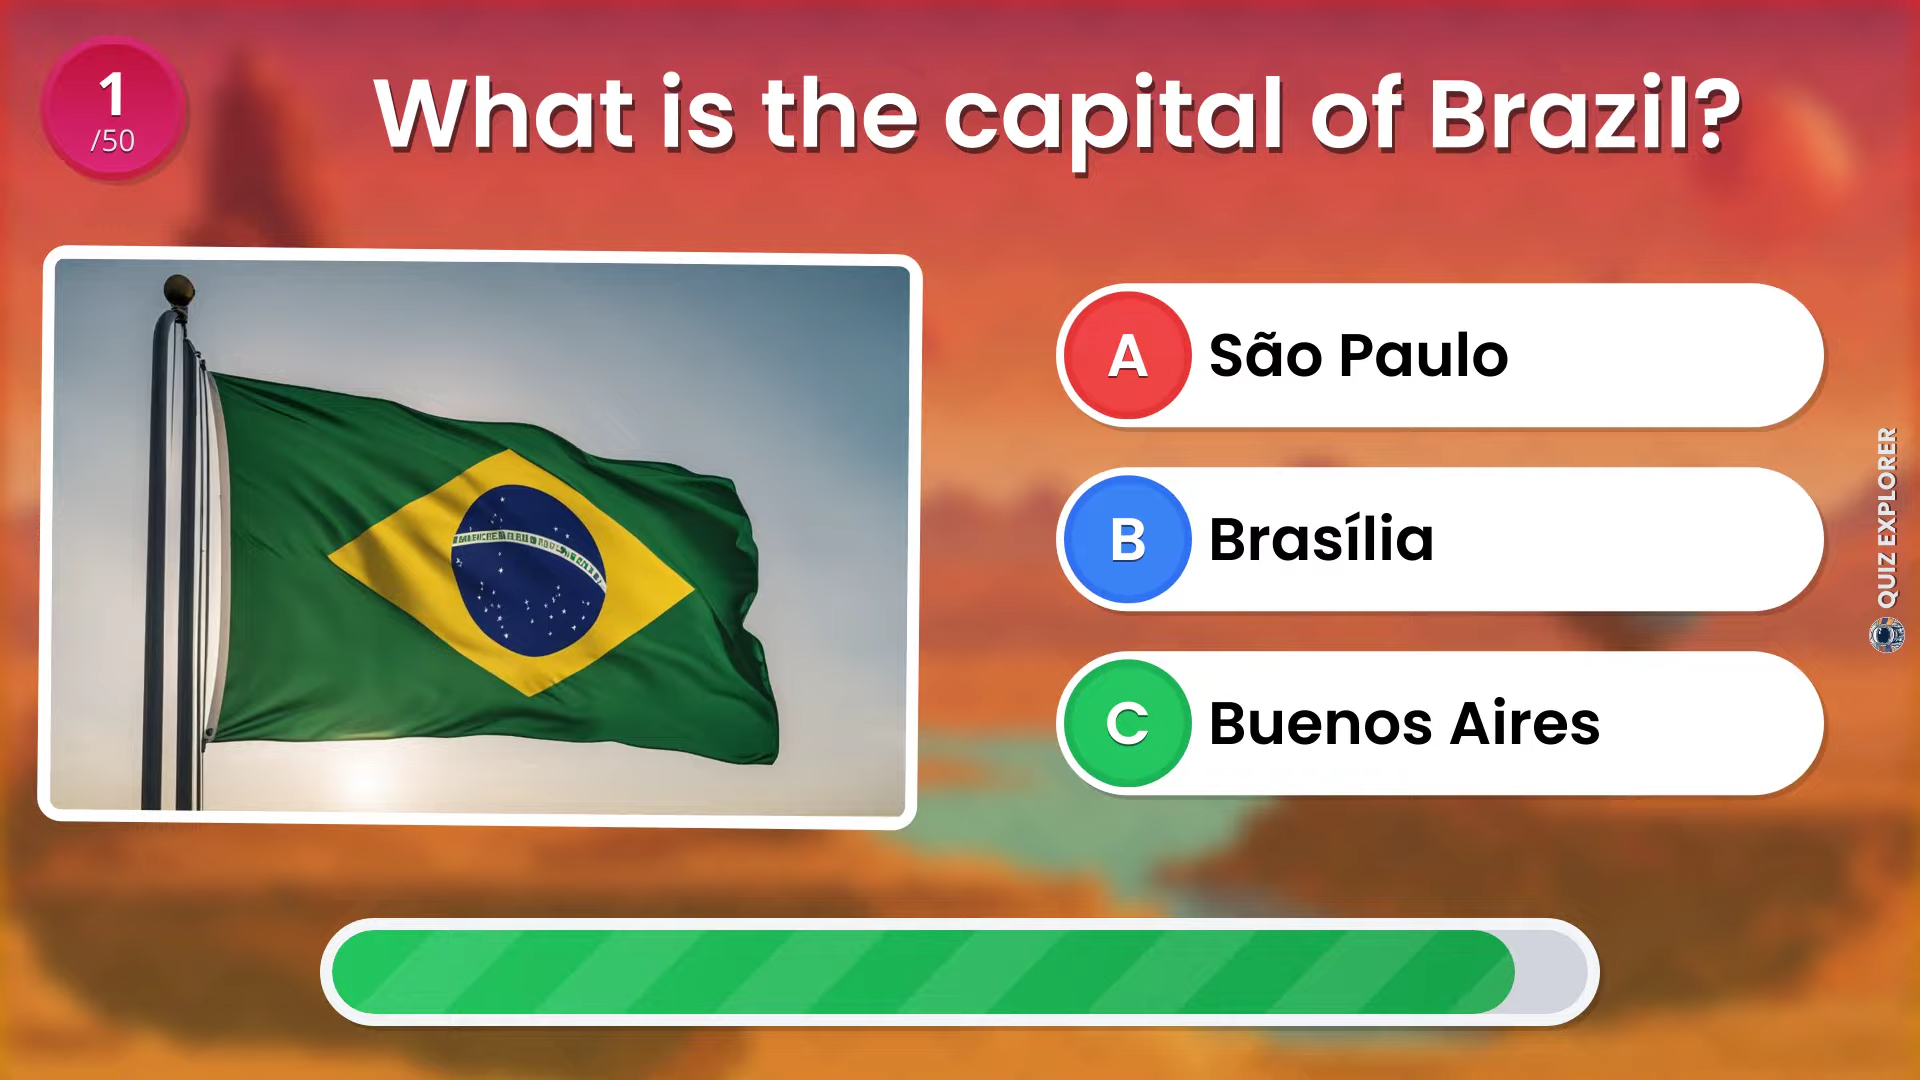 1
/50
What is the capital of Brazil?
A São Paulo
B Brasília
C Buenos Aires
QUIZ EXPLORER